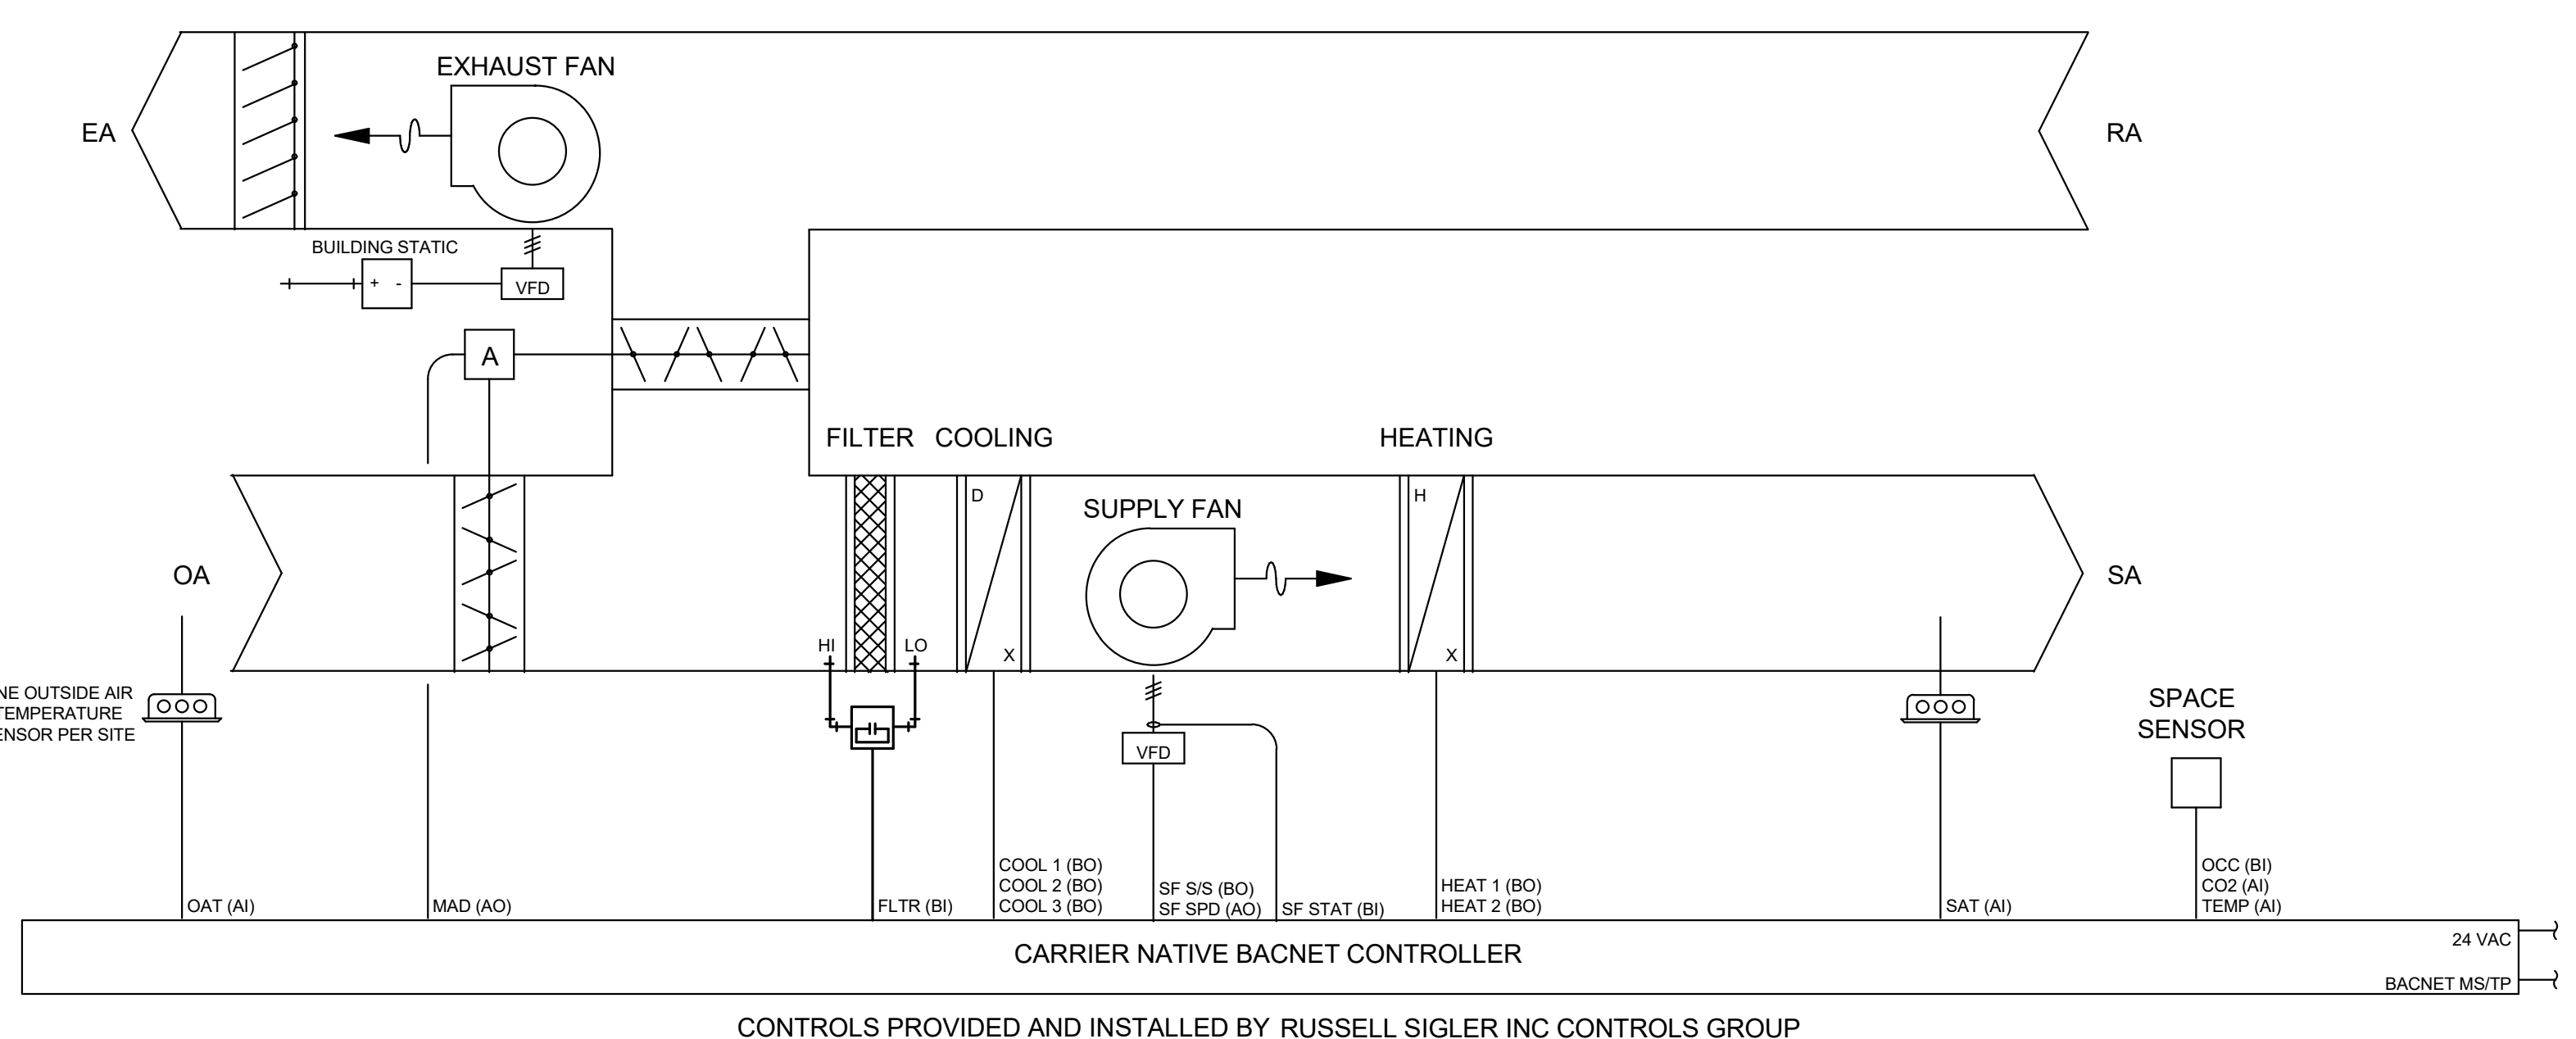 EXHAUST FAN
EA
RA
BUILDING STATIC
+ -
VFD
A
FILTER
COOLING
HEATING
D
X
SUPPLY FAN
H
X
OA
SA
HI
LO
NE OUTSIDE AIR
TEMPERATURE
ENSOR PER SITE
VFD
SPACE
SENSOR
OAT (AI)
MAD (AO)
FLTR (BI)
COOL 1 (BO)
COOL 2 (BO)
COOL 3 (BO)
SF S/S (BO)
SF SPD (AO)
SF STAT (BI)
HEAT 1 (BO)
HEAT 2 (BO)
SAT (AI)
OCC (BI)
CO2 (AI)
TEMP (AI)
CARRIER NATIVE BACNET CONTROLLER
24 VAC
BACNET MS/TP
CONTROLS PROVIDED AND INSTALLED BY RUSSELL SIGLER INC CONTROLS GROUP